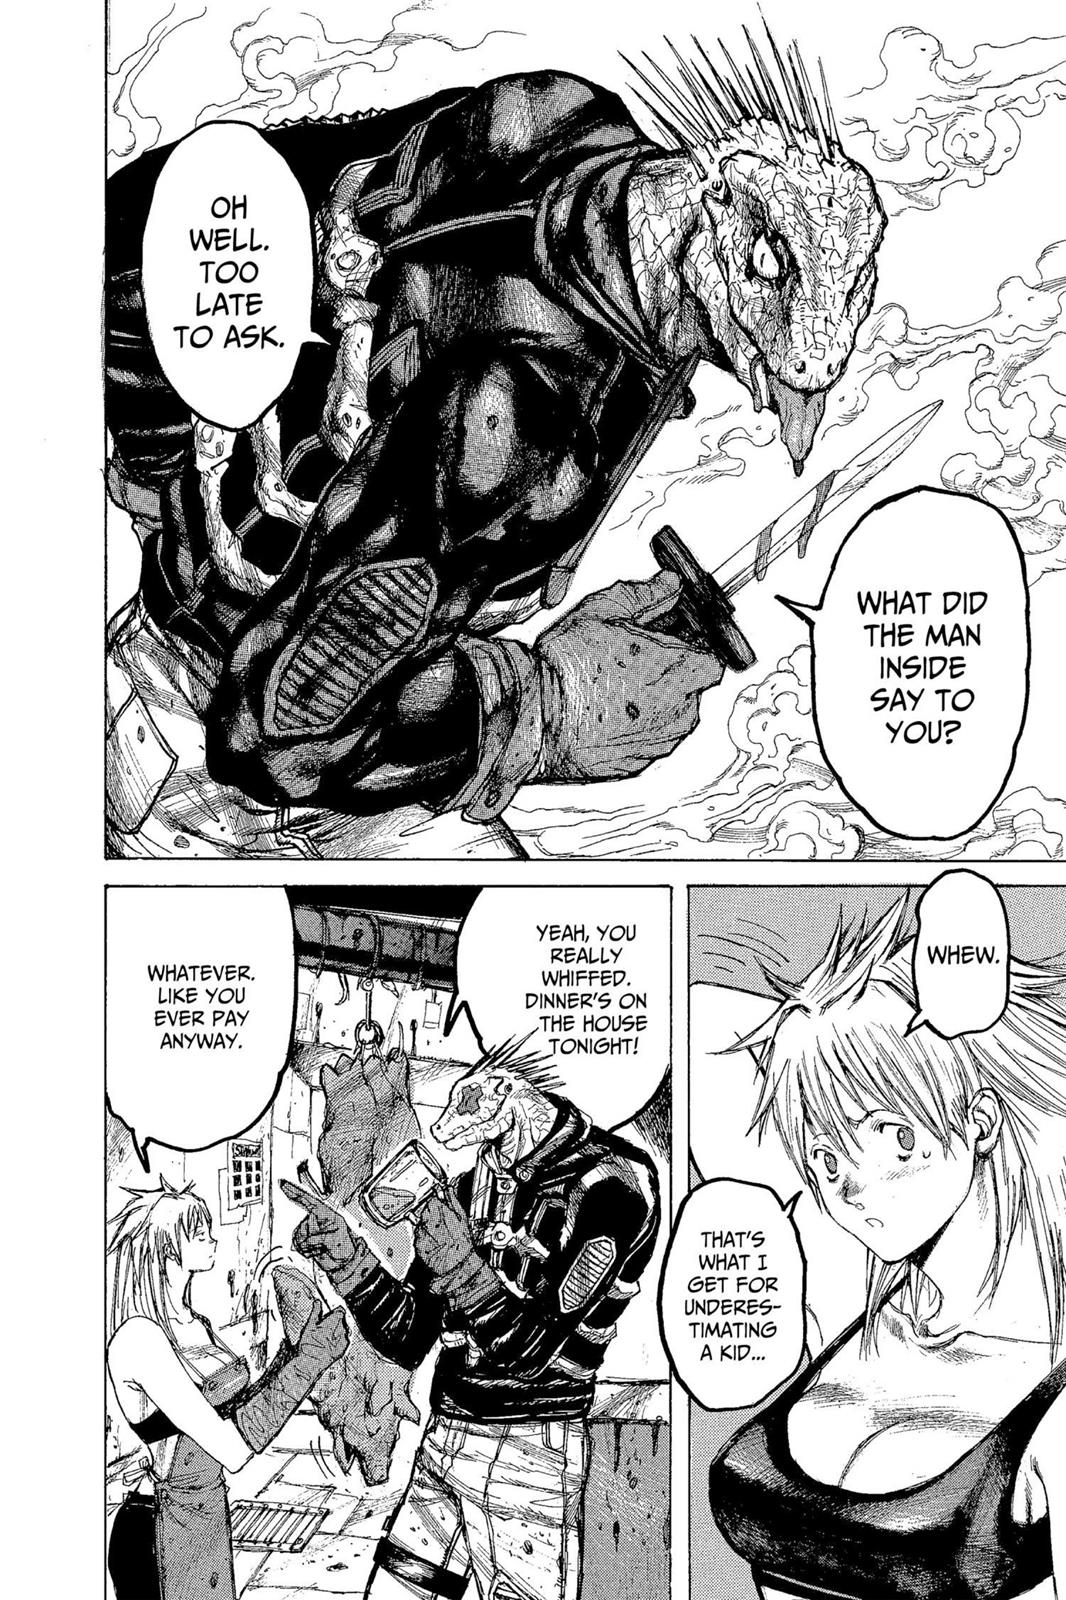 WHAT DID
THE MAN
INSIDE
SAY TO
YOU?
OH
WELL.
TOO
LATE
TO ASK.
WHEW.
THAT'S
WHAT I
GET FOR
UNDERES-
TIMATING
A KID...
YEAH, YOU
REALLY
WHIFFED.
DINNER'S ON
THE HOUSE
TONIGHT!
WHATEVER.
LIKE YOU
EVER PAY
ANYWAY.